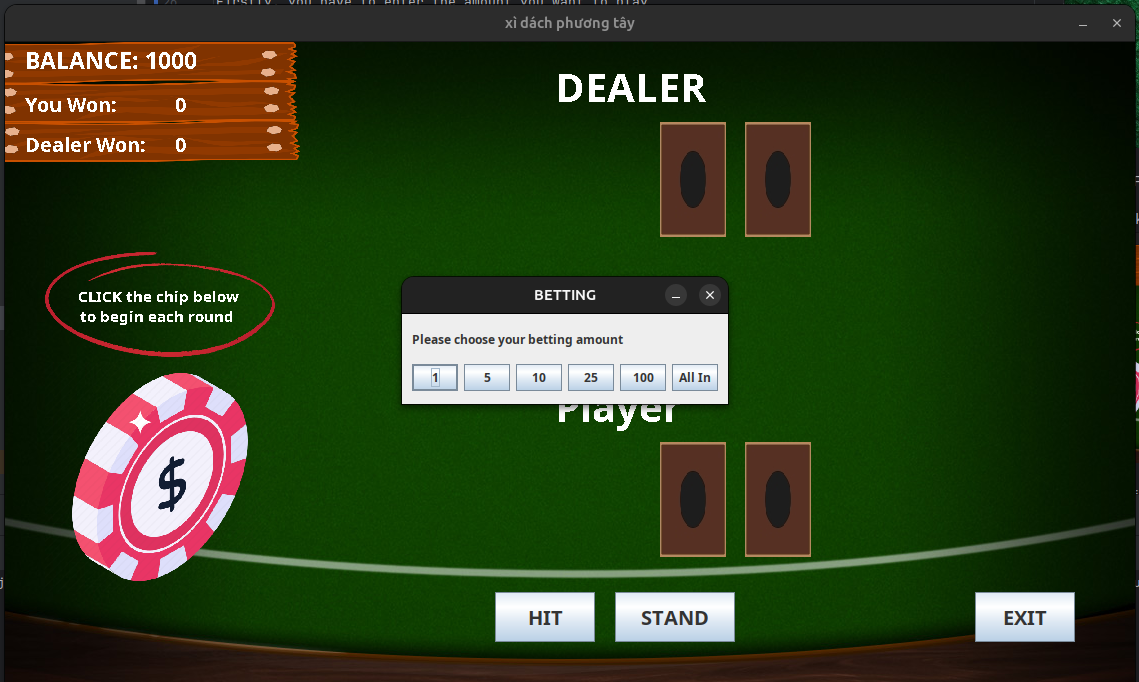 Firstly, you have to enter the amount you want to play
xì dách phương tây
BALANCE: 1000
You Won: 0
Dealer Won: 0
DEALER
CLICK the chip below
to begin each round
$
BETTING
Please choose your betting amount
1 5 10 25 100 All In
Player
HIT STAND EXIT